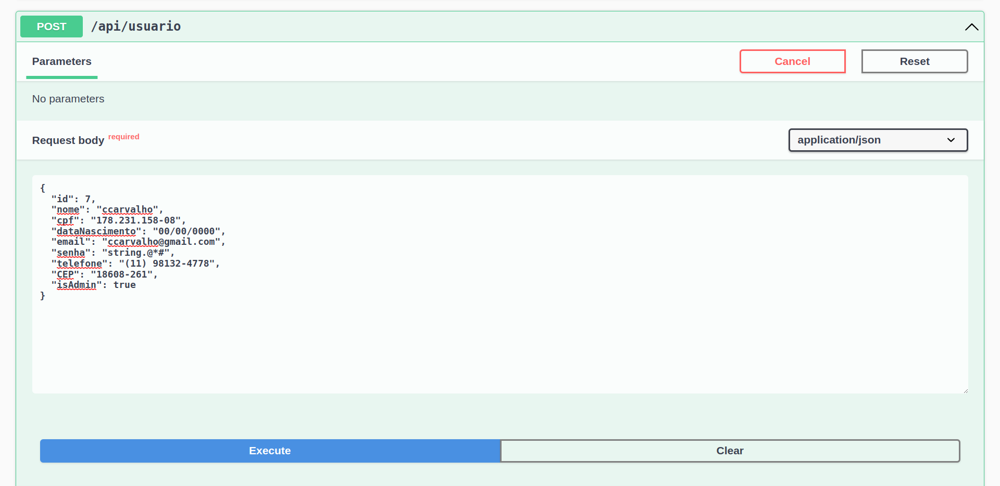 POST /api/usuario
Parameters
Cancel
Reset
No parameters
Request body required
application/json
{
  "id": 7,
  "nome": "ccarvalho",
  "cpf": "178.231.158-08",
  "dataNascimento": "00/00/0000",
  "email": "ccarvalho@gmail.com",
  "senha": "string.@*#",
  "telefone": "(11) 98132-4778",
  "CEP": "18608-261",
  "isAdmin": true
}
Execute
Clear